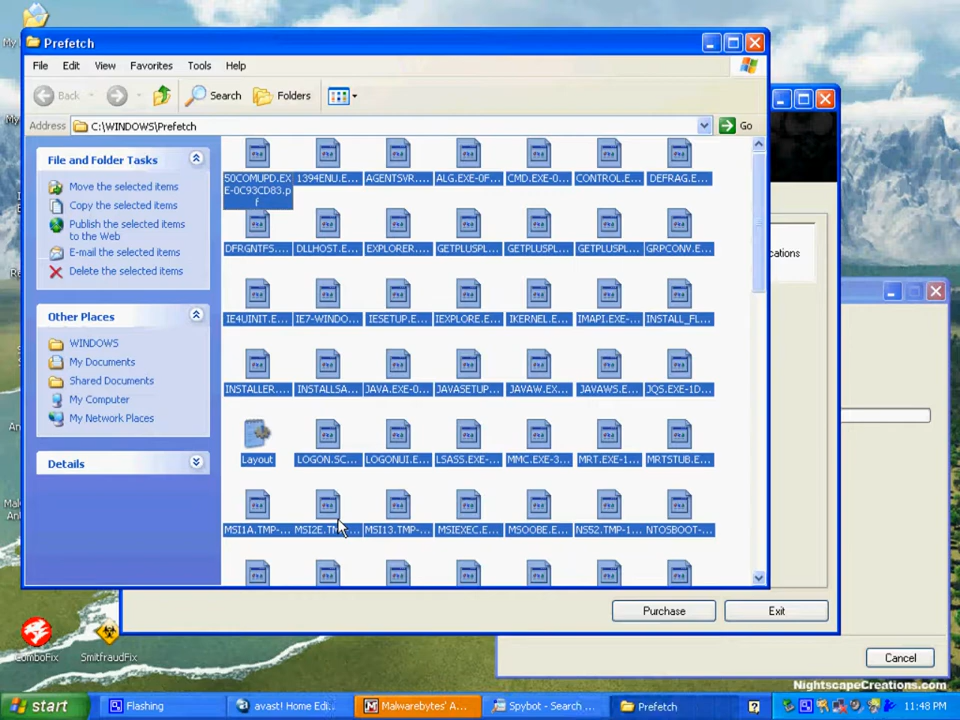 Prefetch
File Edit View Favorites Tools Help
Back Search Folders
Address C:\WINDOWS\Prefetch Go
File and Folder Tasks
Move the selected items
Copy the selected items
Publish the selected items
to the Web
E-mail the selected items
Delete the selected items
Other Places
WINDOWS
My Documents
Shared Documents
My Computer
My Network Places
Details
50COMUPD.EX
E-0C93CD83.p
f
1394ENU.E... AGENTSVR.... ALG.EXE-0F... CMD.EXE-0... CONTROL.E... DEFRAG.E...
DFRGNTFS.... DLLHOST.E... EXPLORER.... GETPLUSPL... GETPLUSPL... GETPLUSPL... GRPCONV.E...
IE4UINIT.E... IE7-WINDO... IESETUP.E... IEXPLORE.E... IKERNEL.E... IMAPI.EXE-... INSTALL_FL...
INSTALLER.... INSTALLSA... JAVA.EXE-0... JAVASETUP... JAVAW.EX... JAVAWS.E... JQS.EXE-1D...
Layout LOGON.SC... LOGONUI.E... LSASS.EXE-... MMC.EXE-3... MRT.EXE-1... MRTSTUB.E...
MSI1A.TMP-... MSI2E.TM... MSI13.TMP-... MSIEXEC.E... MSOOBE.E... NS52.TMP-1... NTOSBOOT-...
cations
Purchase Exit
Cancel
ComboFix SmitfraudFix
NightscapeCreations.com
start Flashing avast! Home Edi... Malwarebytes' A... Spybot - Search ... Prefetch 11:48 PM